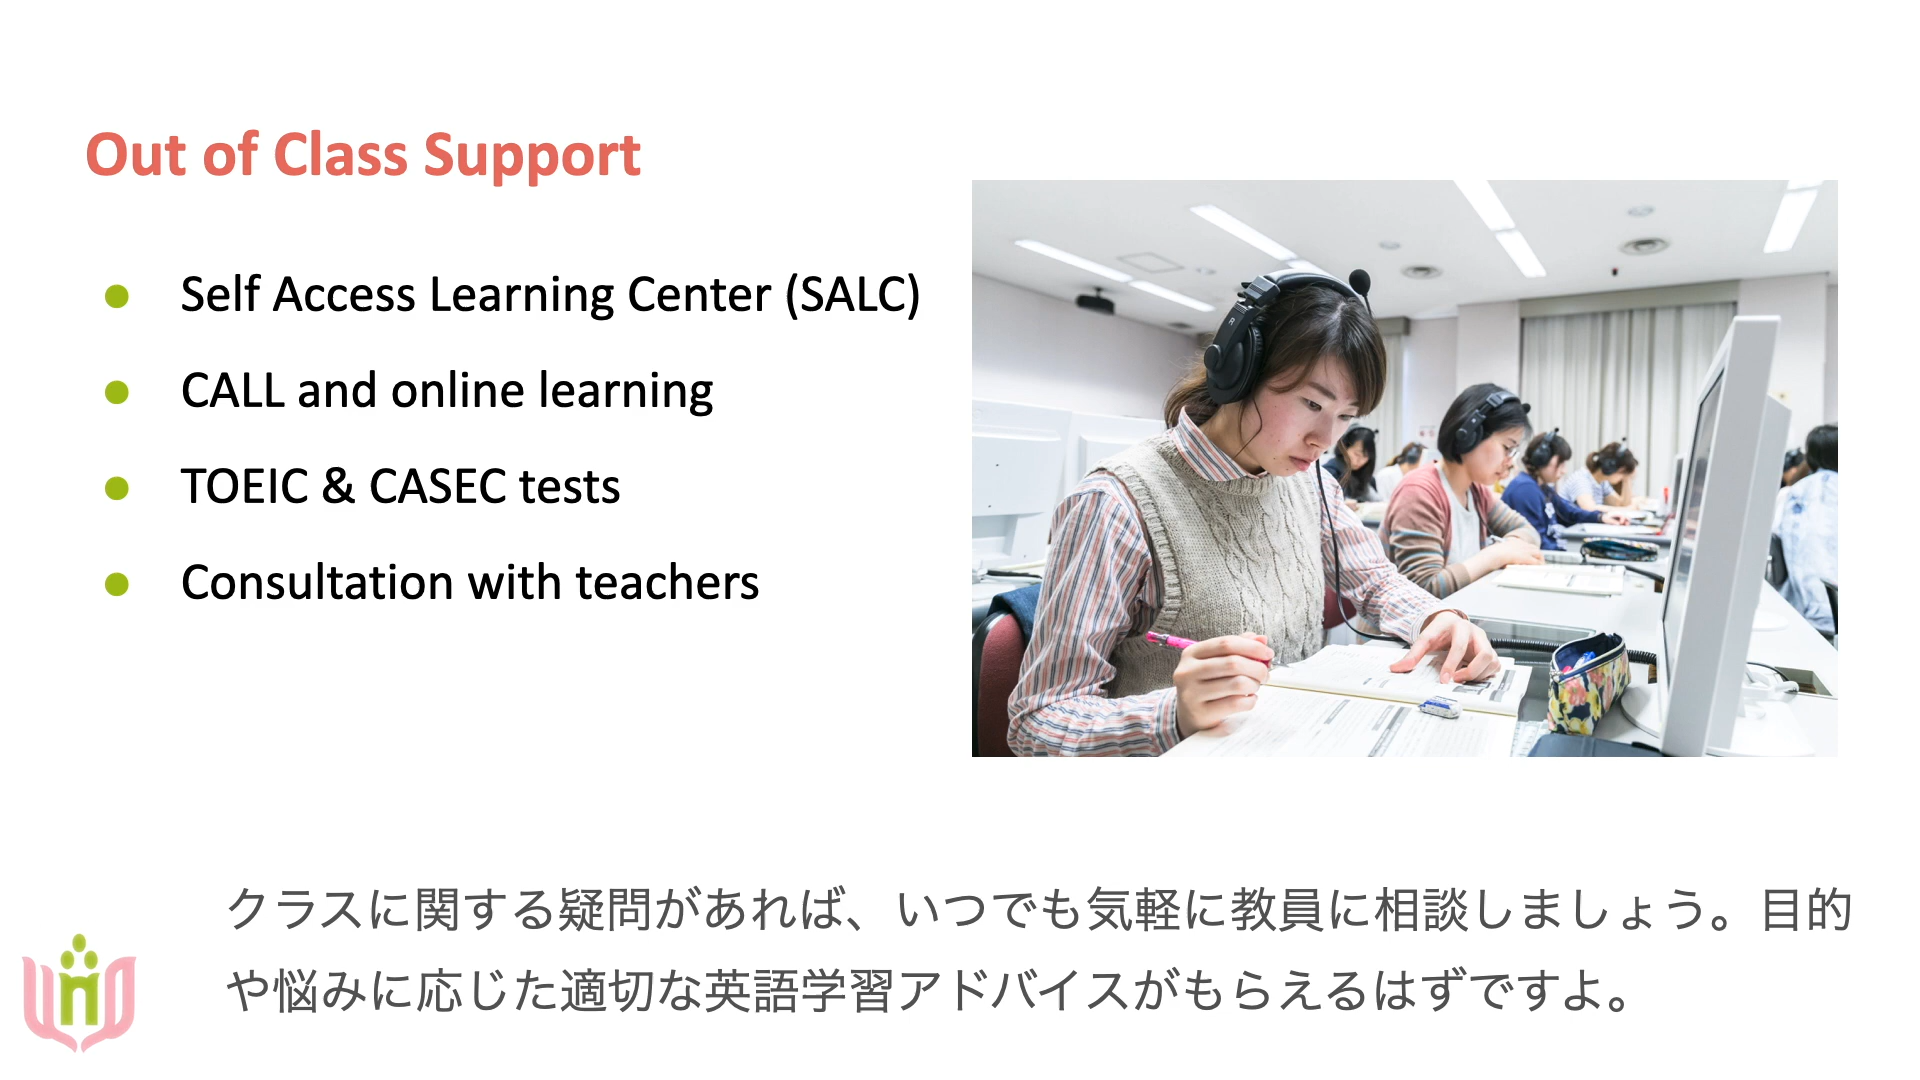 Out of Class Support
Self Access Learning Center (SALC)
CALL and online learning
TOEIC & CASEC tests
Consultation with teachers
クラスに関する疑問があれば、いつでも気軽に教員に相談しましょう。目的
や悩みに応じた適切な英語学習アドバイスがもらえるはずですよ。